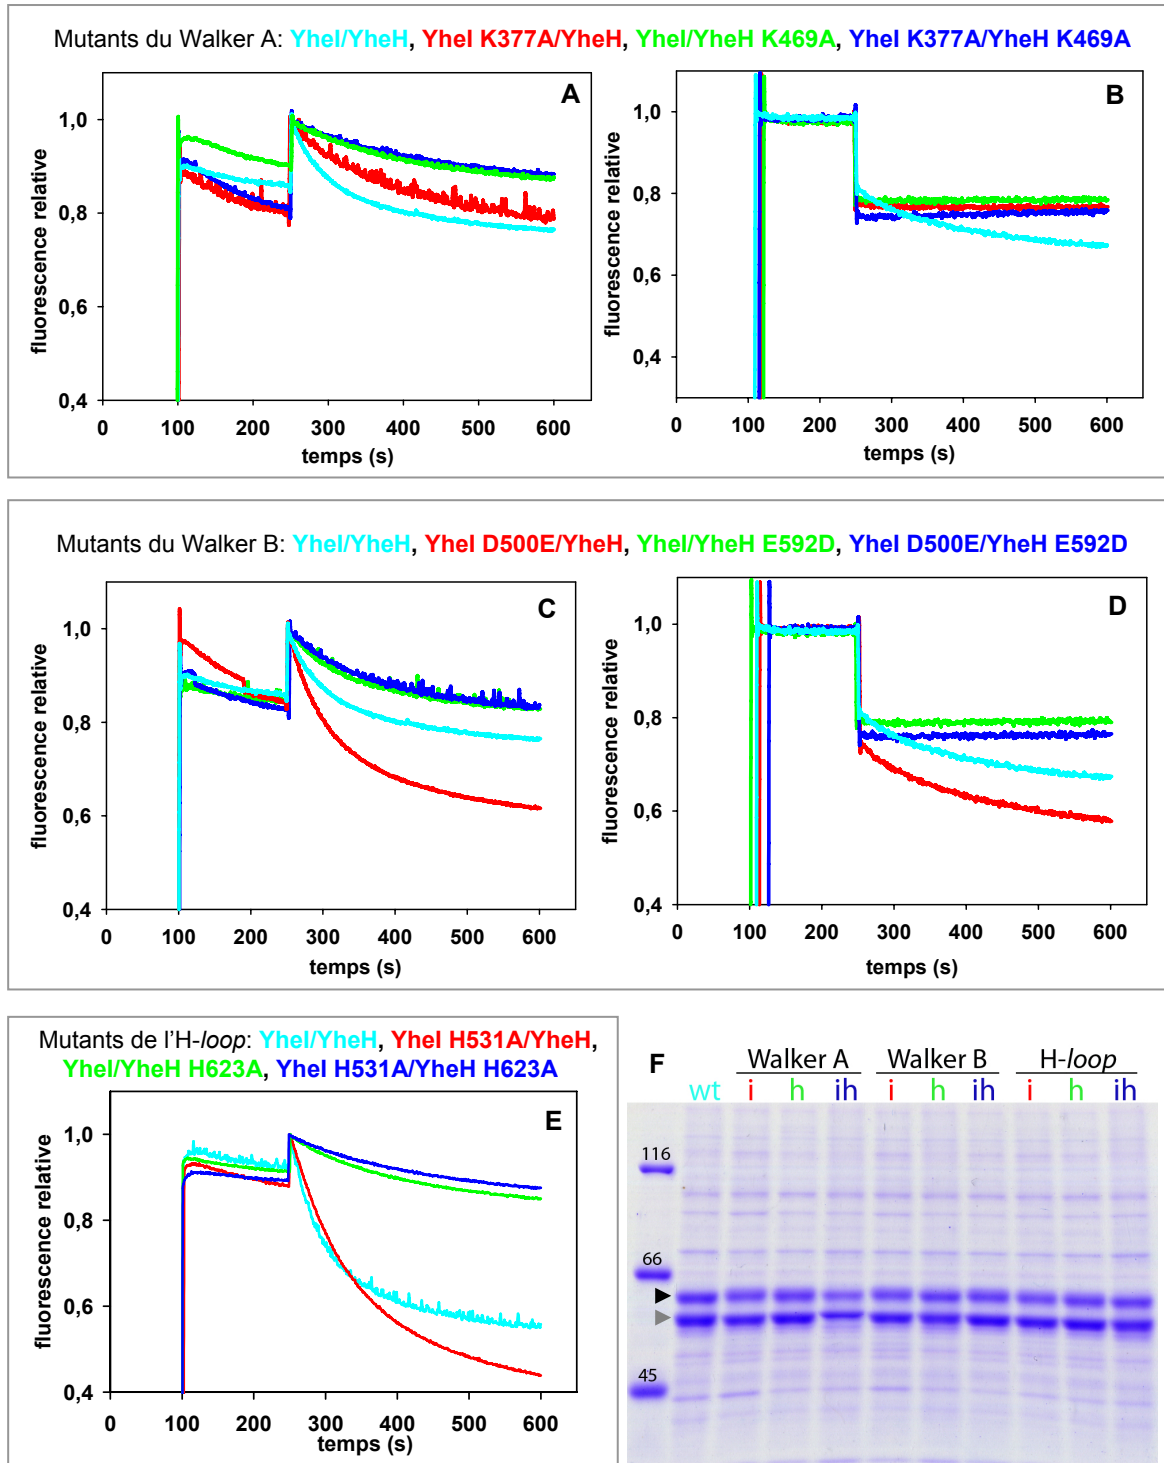 Mutants du Walker A: YheI/YheH, YheI K377A/YheH, YheI/YheH K469A, YheI K377A/YheH K469A
A
fluorescence relative
1,0
0,8
0,6
0,4
0 100 200 300 400 500 600
temps (s)
B
fluorescence relative
1,0
0,8
0,6
0,4
0 100 200 300 400 500 600
temps (s)
Mutants du Walker B: YheI/YheH, YheI D500E/YheH, YheI/YheH E592D, YheI D500E/YheH E592D
C
fluorescence relative
1,0
0,8
0,6
0,4
0 100 200 300 400 500 600
temps (s)
D
fluorescence relative
1,0
0,8
0,6
0,4
0 100 200 300 400 500 600
temps (s)
Mutants de l'H-loop: YheI/YheH, YheI H531A/YheH,
YheI/YheH H623A, YheI H531A/YheH H623A
E
fluorescence relative
1,0
0,8
0,6
0,4
0 100 200 300 400 500 600
temps (s)
F
Walker A Walker B H-loop
wt i h ih i h ih i h ih
116
66
45